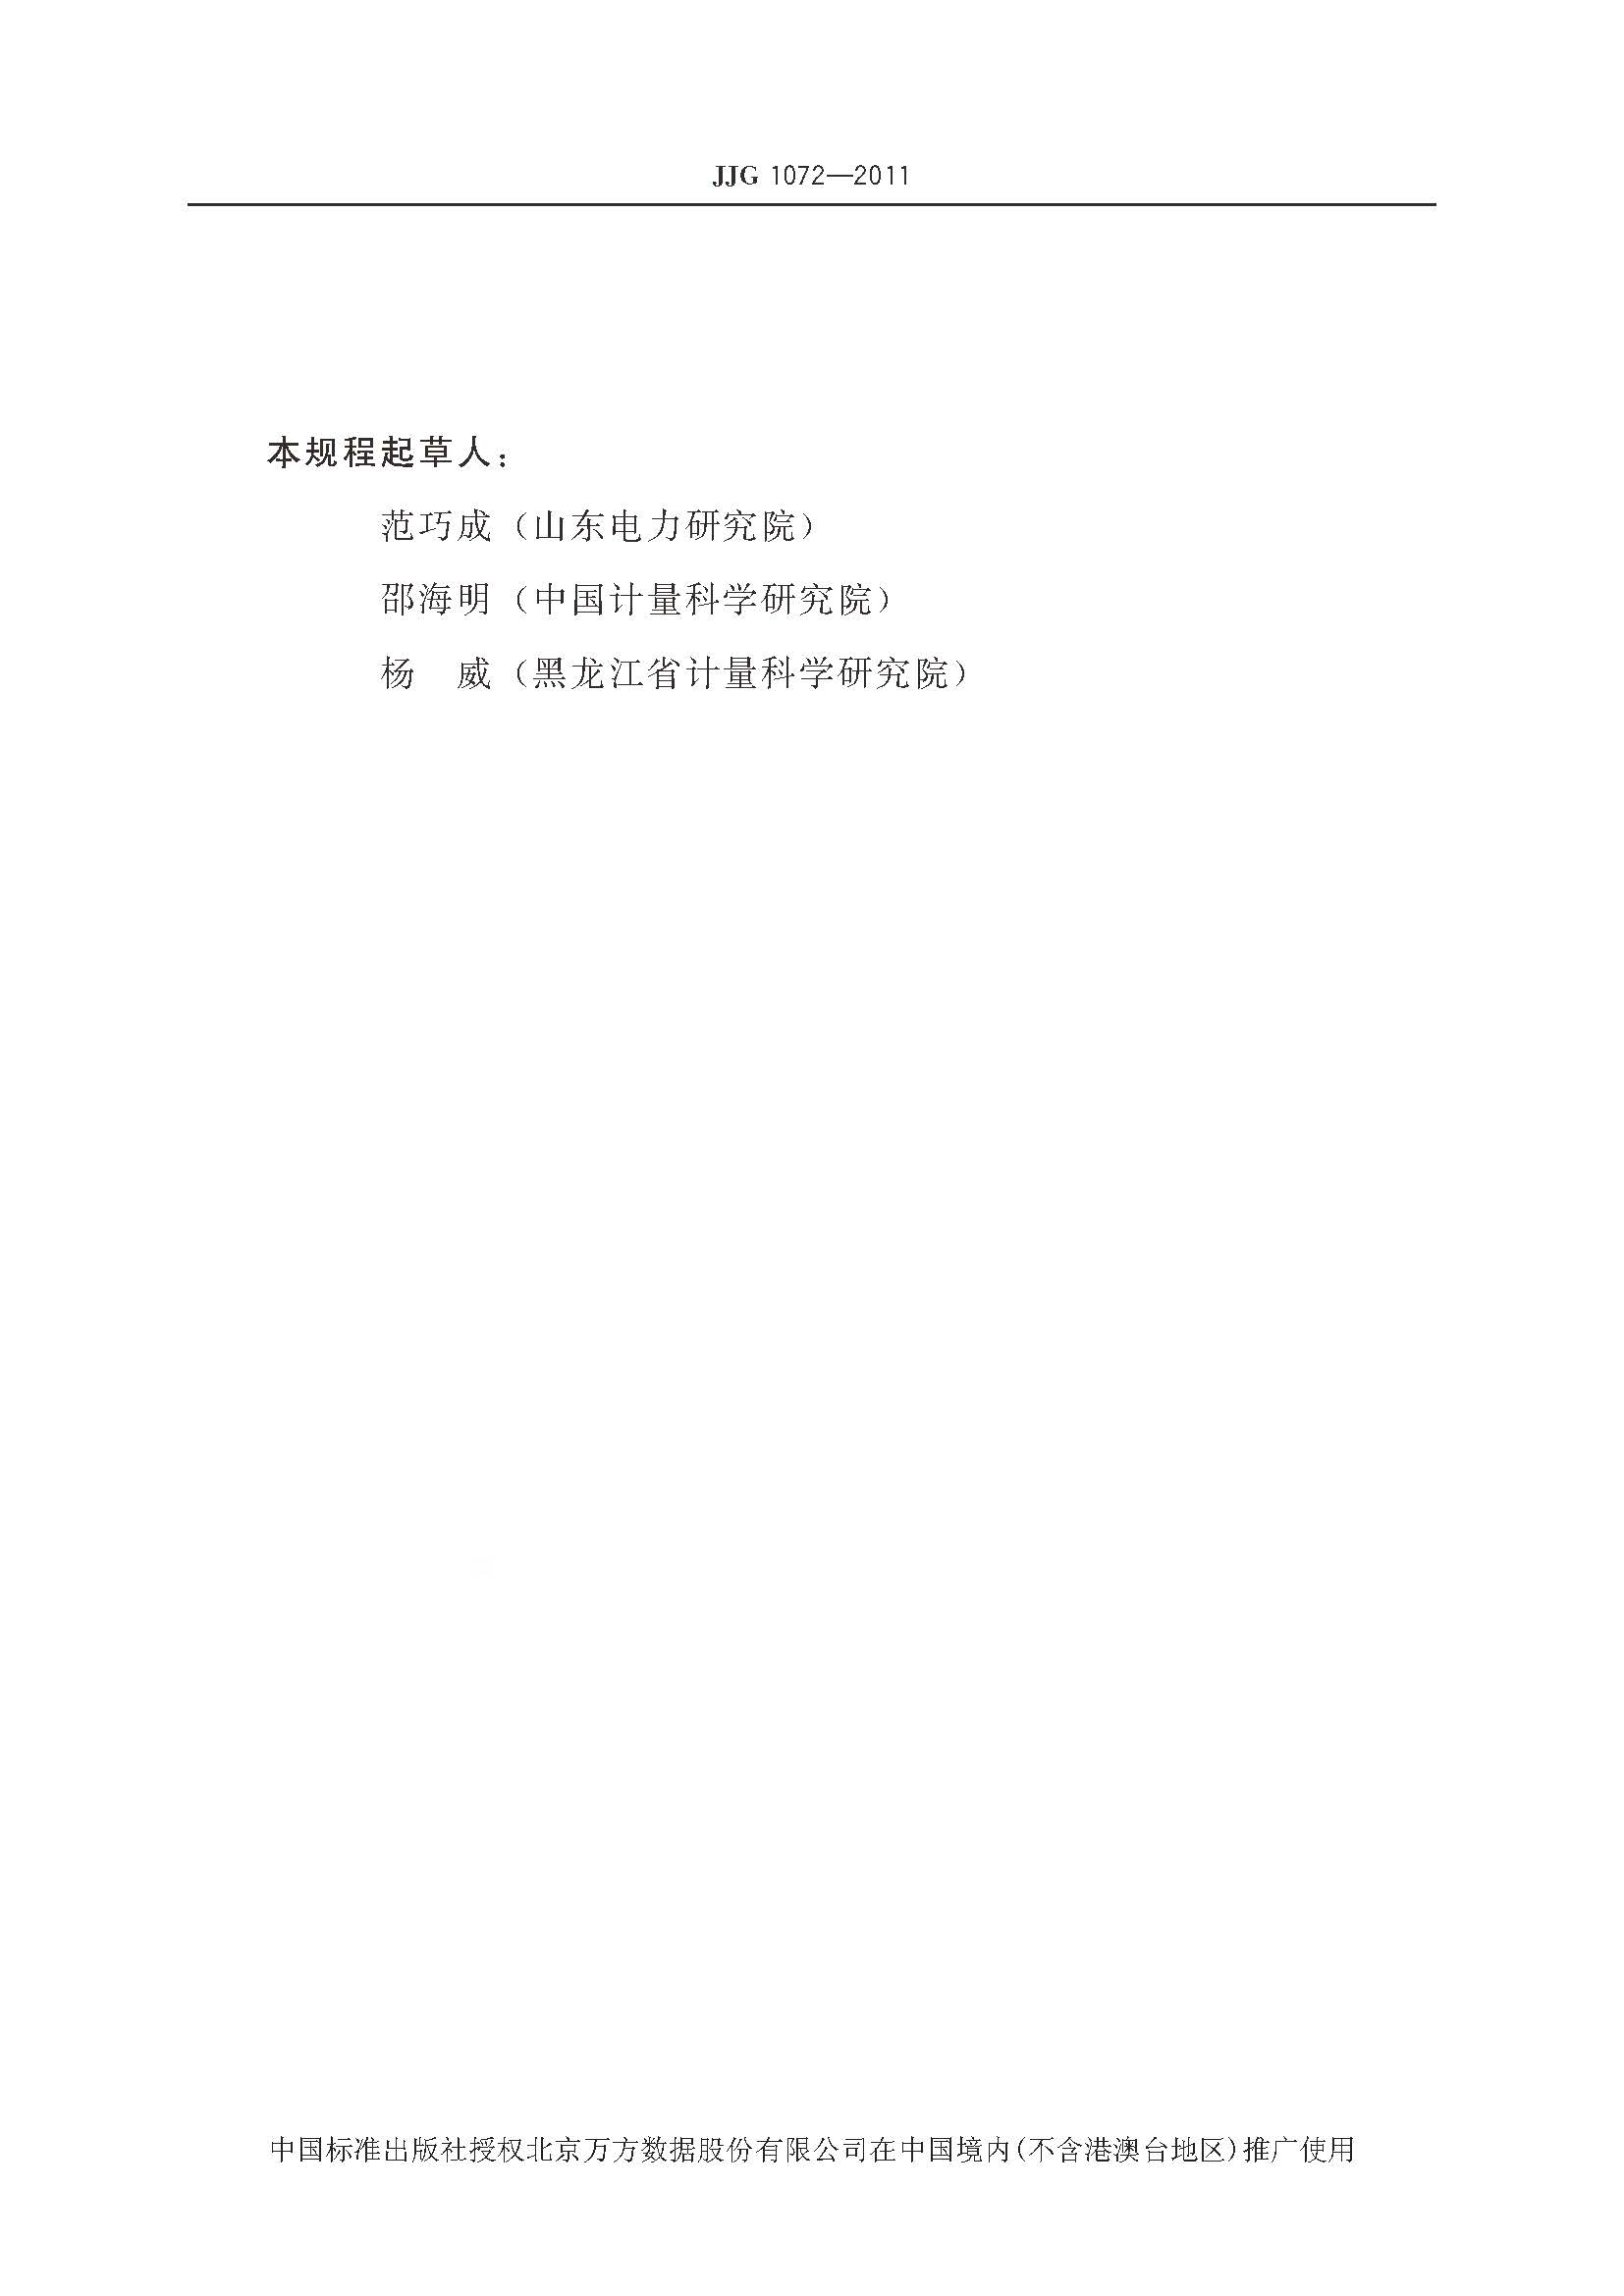 JJG 1072—2011
本规程起草人：
范巧成（山东电力研究院）
邵海明（中国计量科学研究院）
杨　威（黑龙江省计量科学研究院）
中国标准出版社授权北京万方数据股份有限公司在中国境内(不含港澳台地区)推广使用